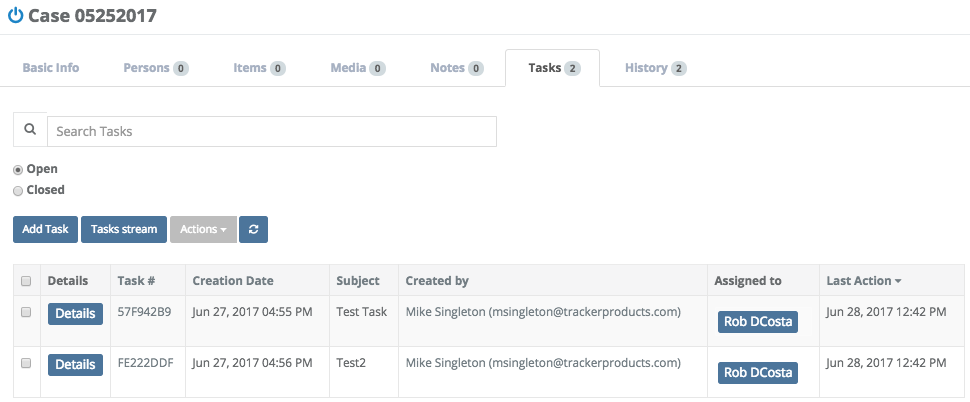 Case 05252017
Basic Info Persons 0 Items 0 Media 0 Notes 0 Tasks 2 History 2
Search Tasks
Open
Closed
Add Task Tasks stream Actions
Details Task # Creation Date Subject Created by Assigned to Last Action
Details 57F942B9 Jun 27, 2017 04:55 PM Test Task Mike Singleton (msingleton@trackerproducts.com) Rob DCosta Jun 28, 2017 12:42 PM
Details FE222DDF Jun 27, 2017 04:56 PM Test2 Mike Singleton (msingleton@trackerproducts.com) Rob DCosta Jun 28, 2017 12:42 PM